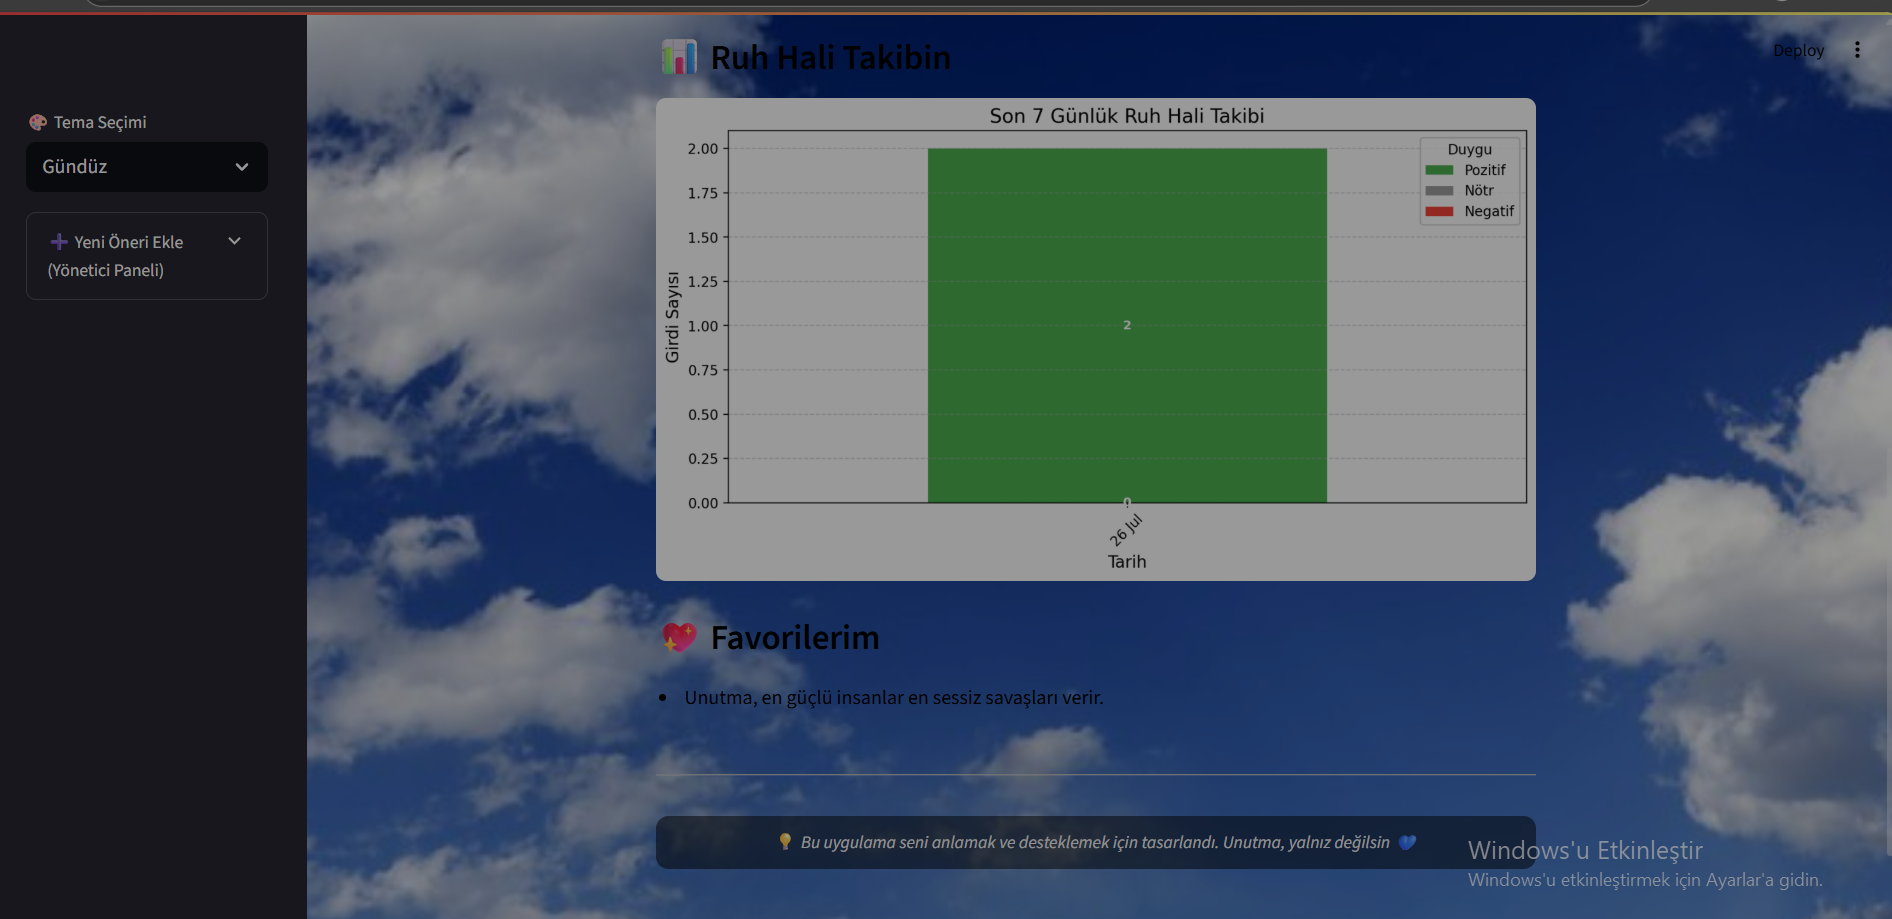 Deploy
Tema Seçimi
Gündüz
Yeni Öneri Ekle
(Yönetici Paneli)
Ruh Hali Takibin
Son 7 Günlük Ruh Hali Takibi
Duygu
Pozitif
Nötr
Negatif
Girdi Sayısı
2.00
1.75
1.50
1.25
1.00
0.75
0.50
0.25
0.00
2
0
26 Jul
Tarih
Favorilerim
Unutma, en güçlü insanlar en sessiz savaşları verir.
Bu uygulama seni anlamak ve desteklemek için tasarlandı. Unutma, yalnız değilsin
Windows'u Etkinleştir
Windows'u etkinleştirmek için Ayarlar'a gidin.